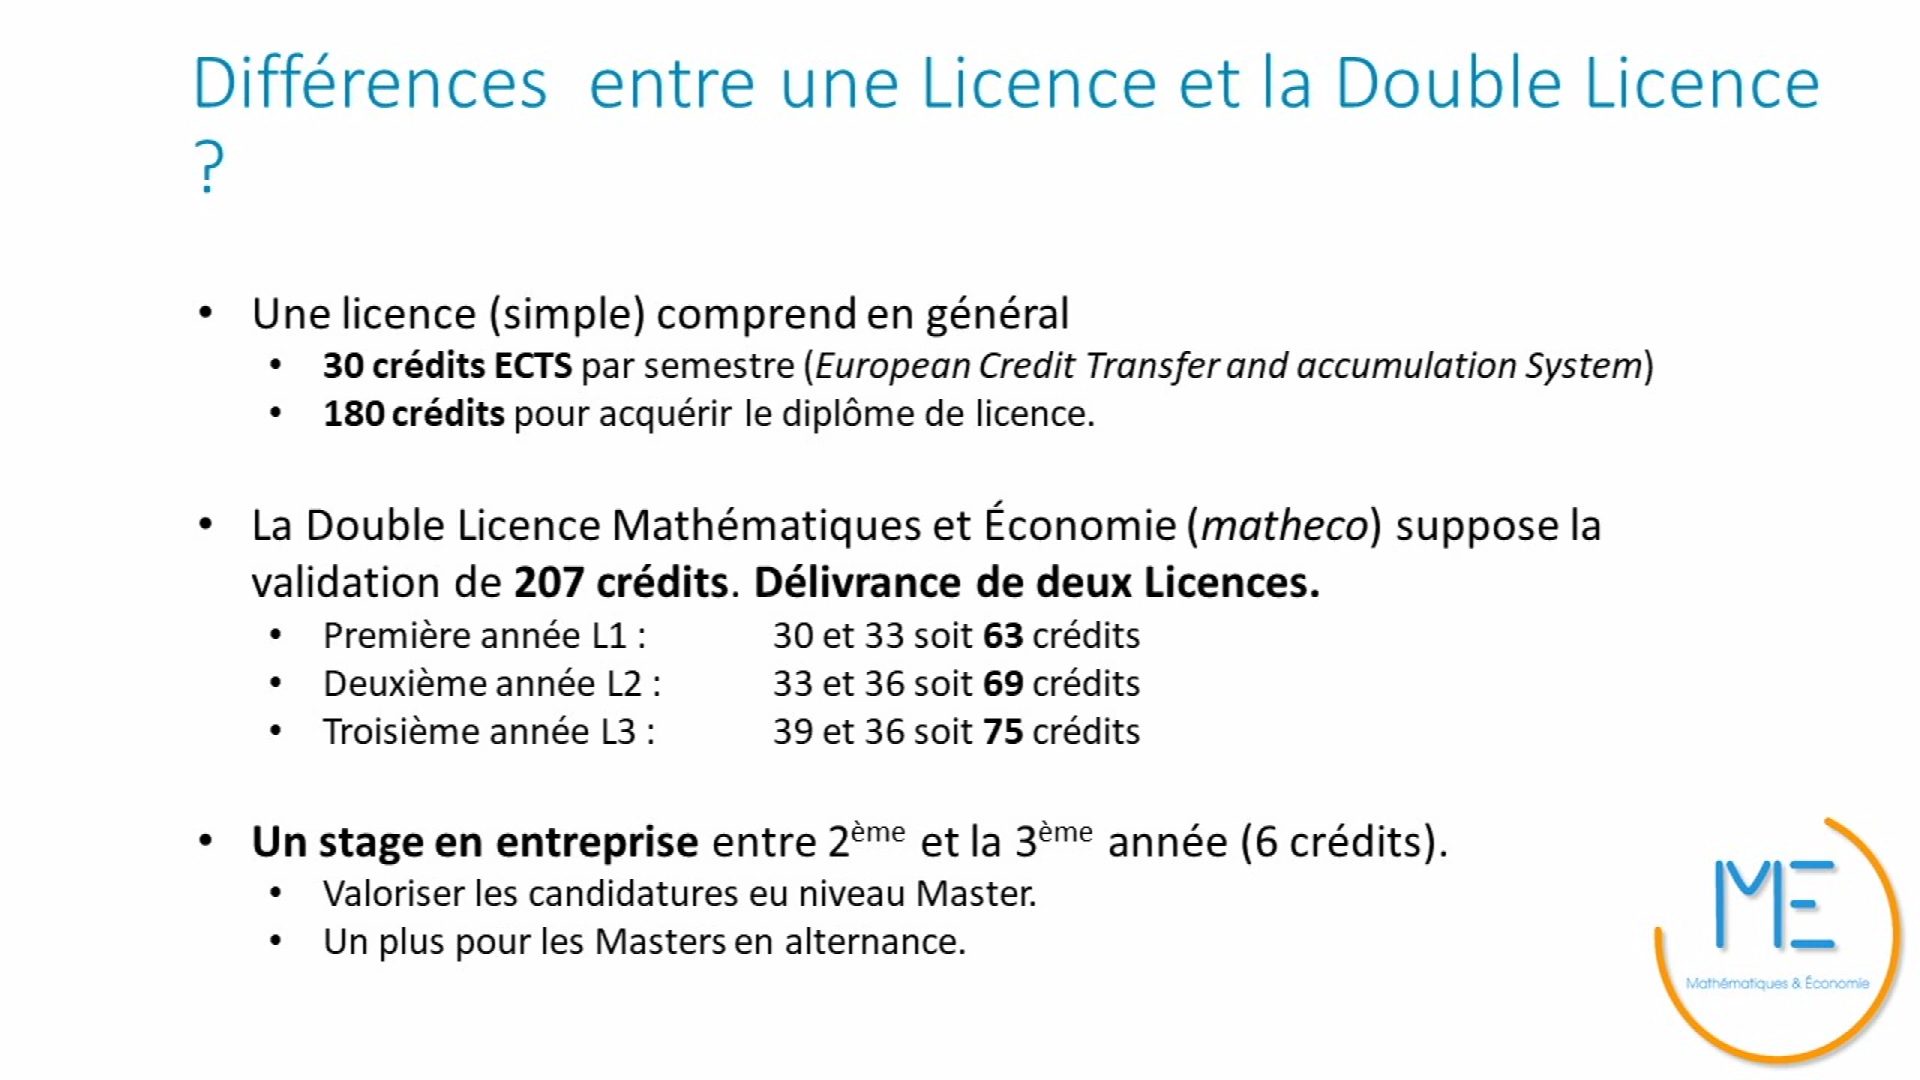 Différences entre une Licence et la Double Licence
?
• Une licence (simple) comprend en général
• 30 crédits ECTS par semestre (European Credit Transfer and accumulation System)
• 180 crédits pour acquérir le diplôme de licence.
• La Double Licence Mathématiques et Économie (matheco) suppose la
validation de 207 crédits. Délivrance de deux Licences.
• Première année L1 : 30 et 33 soit 63 crédits
• Deuxième année L2 : 33 et 36 soit 69 crédits
• Troisième année L3 : 39 et 36 soit 75 crédits
• Un stage en entreprise entre 2ème et la 3ème année (6 crédits).
• Valoriser les candidatures eu niveau Master.
• Un plus pour les Masters en alternance.
ME
Mathématiques & Économie